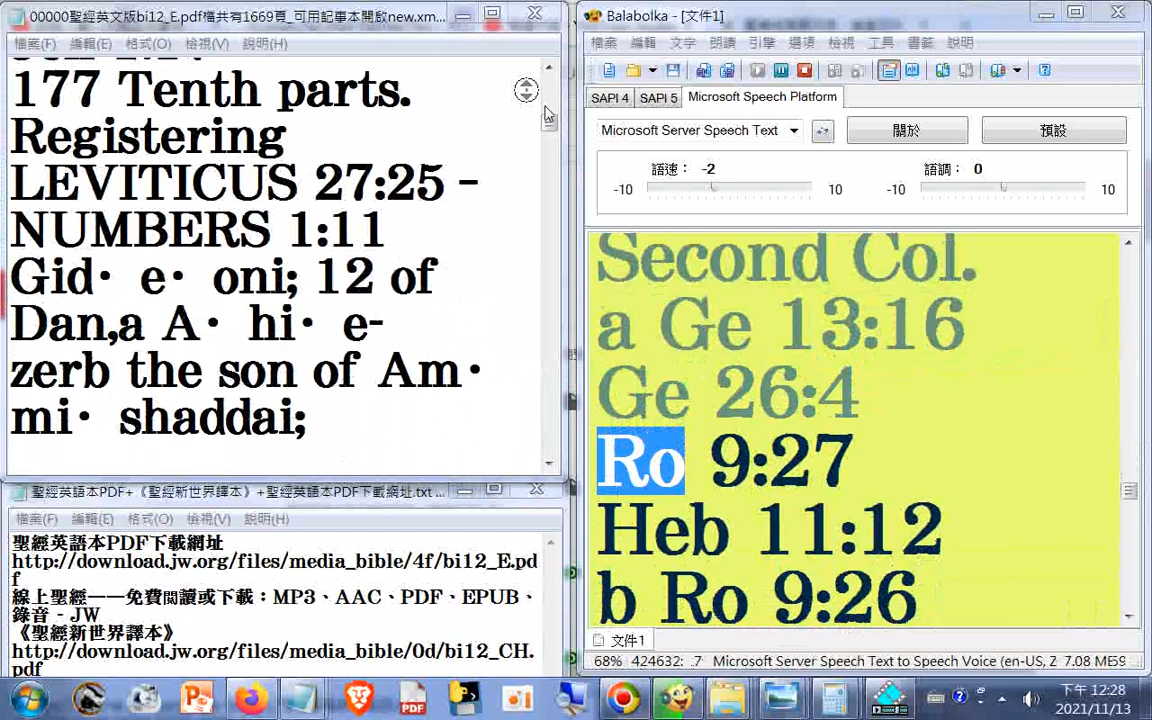 00000聖經英文版bi12_E.pdf檔共有1669頁_可用記事本開啟new.xm...
檔案(F) 編輯(E) 格式(O) 檢視(V) 說明(H)
177 Tenth parts.
Registering
LEVITICUS 27:25 -
NUMBERS 1:11
Gid· e· oni; 12 of
Dan,a A· hi· e-
zerb the son of Am·
mi· shaddai;
聖經英語本PDF+《聖經新世界譯本》+聖經英語本PDF下載網址.txt ...
檔案(F) 編輯(E) 格式(O) 檢視(V) 說明(H)
聖經英語本PDF下載網址
http://download.jw.org/files/media_bible/4f/bi12_E.pd
f
線上聖經——免費閱讀或下載：MP3、AAC、PDF、EPUB、
錄音 - JW
《聖經新世界譯本》
http://download.jw.org/files/media_bible/0d/bi12_CH.
pdf
Balabolka - [文件1]
檔案 編輯 文字 朗讀 引擎 選項 檢視 工具 書籤 說明
SAPI 4 SAPI 5 Microsoft Speech Platform
Microsoft Server Speech Text 關於 預設
語速： -2 語調： 0
-10 10 -10 10
Second Col.
a Ge 13:16
Ge 26:4
Ro 9:27
Heb 11:12
b Ro 9:26
文件1
68% 424632: .7 Microsoft Server Speech Text to Speech Voice (en-US, Z 7.08 ME59
下午 12:28
2021/11/13